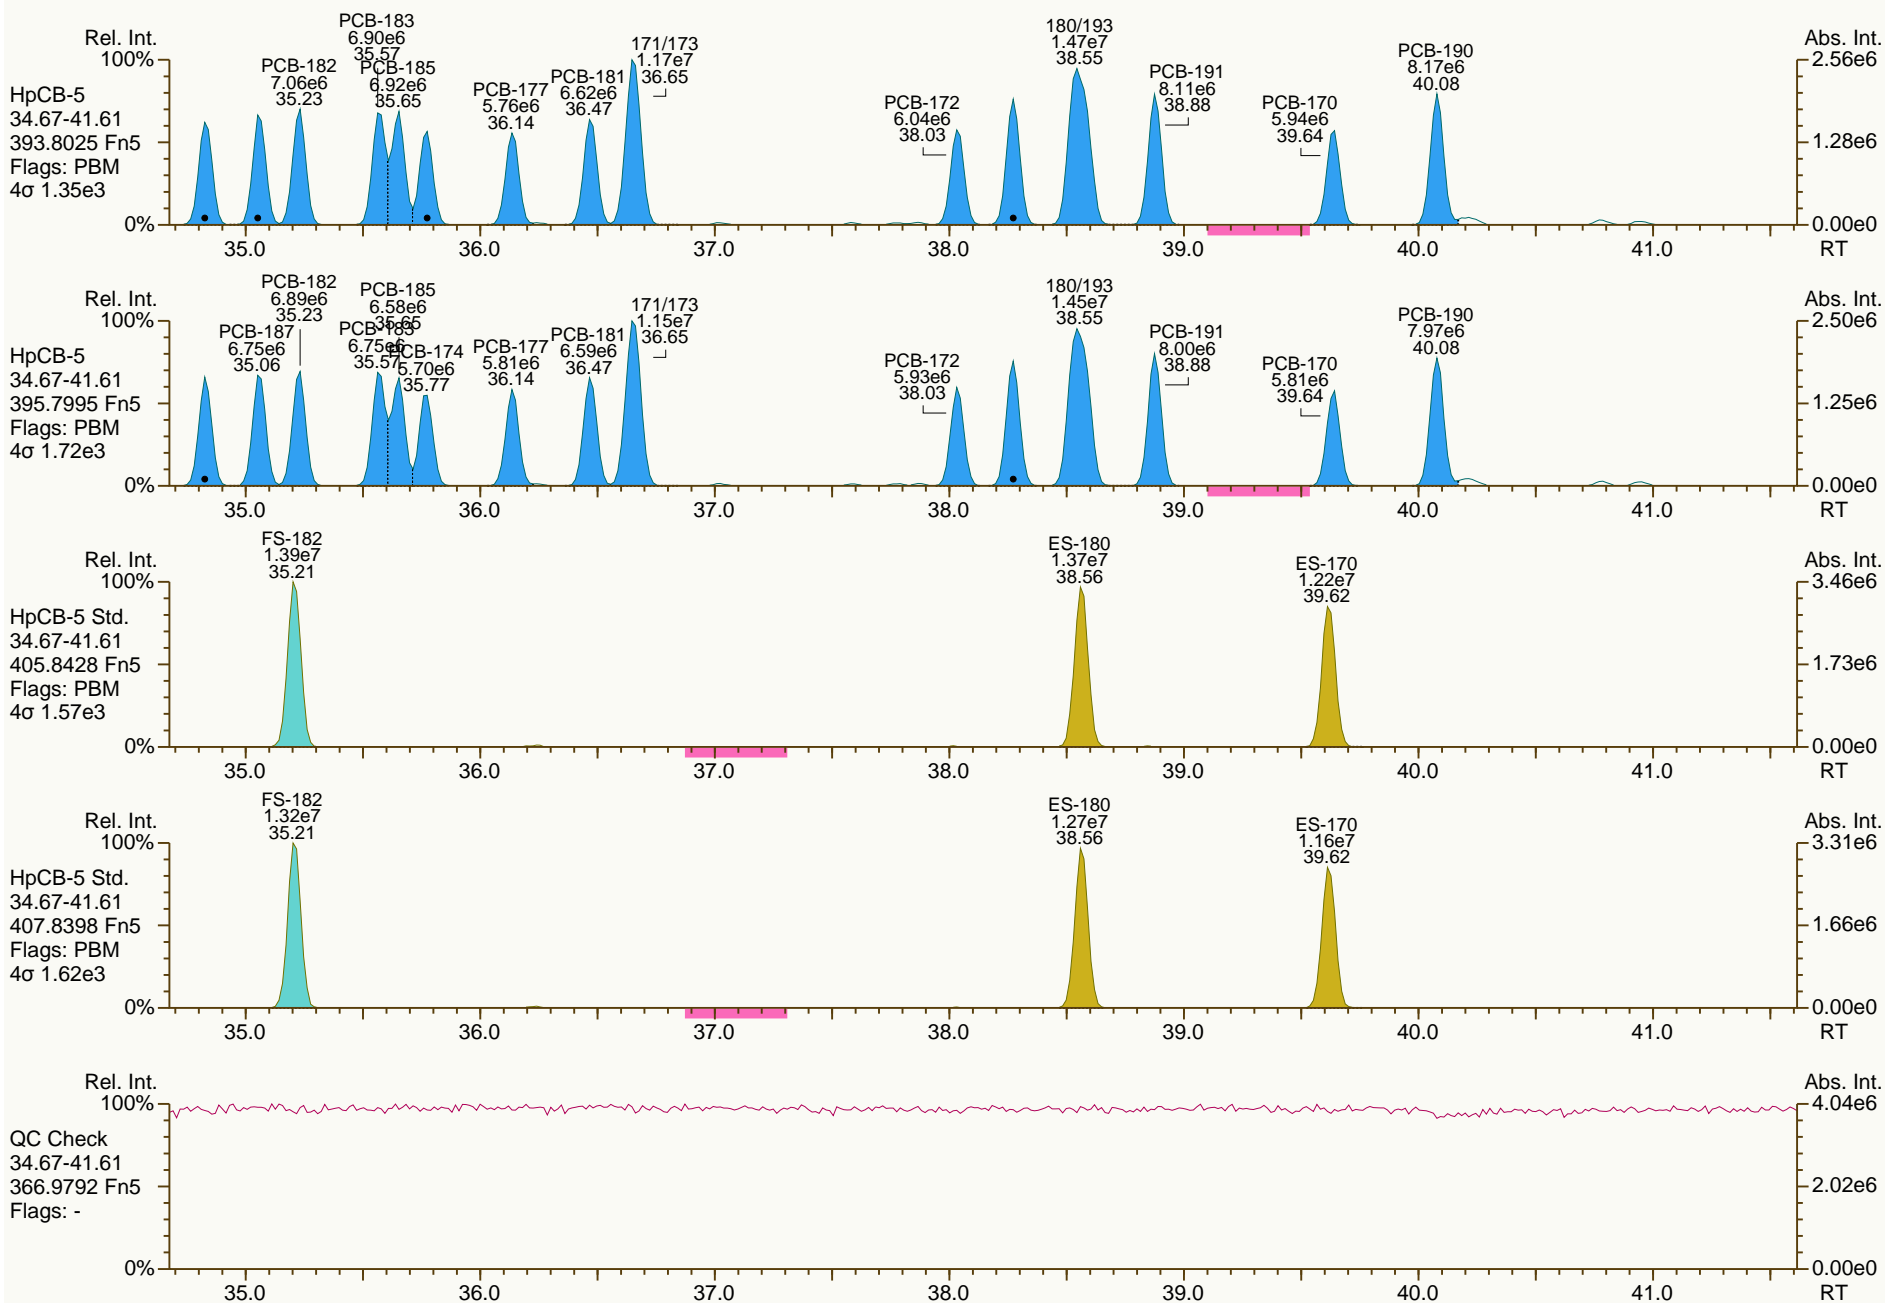 Rel. Int.
100%
0%
HpCB-5
34.67-41.61
393.8025 Fn5
Flags: PBM
4σ 1.35e3
PCB-182
7.06e6
35.23
PCB-183
6.90e6
35.57
PCB-185
6.92e6
35.65
PCB-177
5.76e6
36.14
PCB-181
6.62e6
36.47
171/173
1.17e7
36.65
PCB-172
6.04e6
38.03
180/193
1.47e7
38.55
PCB-191
8.11e6
38.88
PCB-170
5.94e6
39.64
PCB-190
8.17e6
40.08
Abs. Int.
2.56e6
1.28e6
0.00e0
35.0 36.0 37.0 38.0 39.0 40.0 41.0 RT
Rel. Int.
100%
0%
HpCB-5
34.67-41.61
395.7995 Fn5
Flags: PBM
4σ 1.72e3
PCB-187
6.75e6
35.06
PCB-182
6.89e6
35.23
PCB-185
6.58e6
35.65
PCB-183
6.75e6
35.57
PCB-174
5.70e6
35.77
PCB-177
5.81e6
36.14
PCB-181
6.59e6
36.47
171/173
1.15e7
36.65
PCB-172
5.93e6
38.03
180/193
1.45e7
38.55
PCB-191
8.00e6
38.88
PCB-170
5.81e6
39.64
PCB-190
7.97e6
40.08
Abs. Int.
2.50e6
1.25e6
0.00e0
35.0 36.0 37.0 38.0 39.0 40.0 41.0 RT
Rel. Int.
100%
0%
HpCB-5 Std.
34.67-41.61
405.8428 Fn5
Flags: PBM
4σ 1.57e3
FS-182
1.39e7
35.21
ES-180
1.37e7
38.56
ES-170
1.22e7
39.62
Abs. Int.
3.46e6
1.73e6
0.00e0
35.0 36.0 37.0 38.0 39.0 40.0 41.0 RT
Rel. Int.
100%
0%
HpCB-5 Std.
34.67-41.61
407.8398 Fn5
Flags: PBM
4σ 1.62e3
FS-182
1.32e7
35.21
ES-180
1.27e7
38.56
ES-170
1.16e7
39.62
Abs. Int.
3.31e6
1.66e6
0.00e0
35.0 36.0 37.0 38.0 39.0 40.0 41.0 RT
Rel. Int.
100%
0%
QC Check
34.67-41.61
366.9792 Fn5
Flags: -
Abs. Int.
4.04e6
2.02e6
0.00e0
35.0 36.0 37.0 38.0 39.0 40.0 41.0 RT